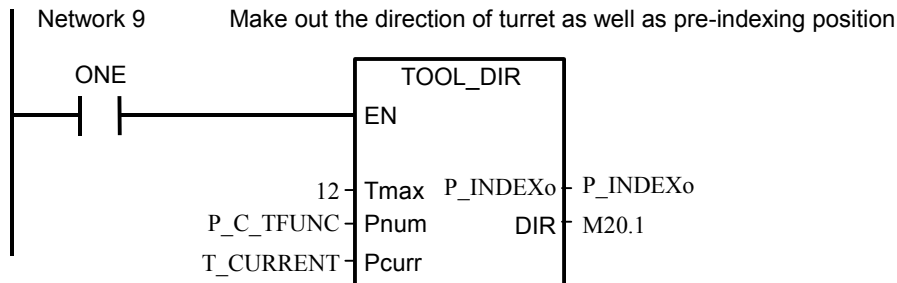 Network 9 Make out the direction of turret as well as pre-indexing position
ONE
TOOL_DIR
EN
12 Tmax P_INDEXo P_INDEXo
P_C_TFUNC Pnum DIR M20.1
T_CURRENT Pcurr